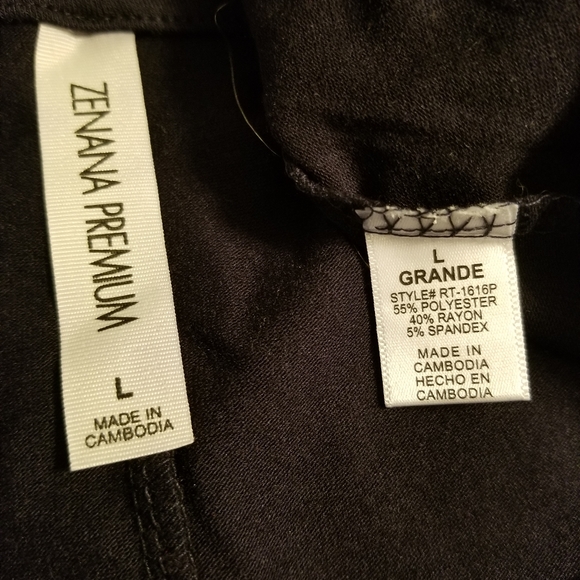 ZENANA PREMIUM
L
MADE IN
CAMBODIA
L
GRANDE
STYLE# RT-1616P
55% POLYESTER
40% RAYON
5% SPANDEX
MADE IN
CAMBODIA
HECHO EN
CAMBODIA